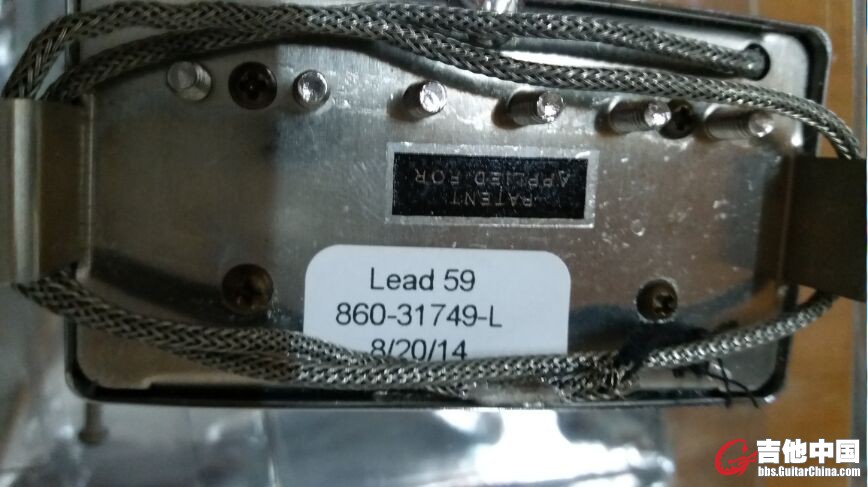 PATENT
APPLIED FOR
Lead 59
860-31749-L
8/20/14
吉他中国
bbs.GuitarChina.com